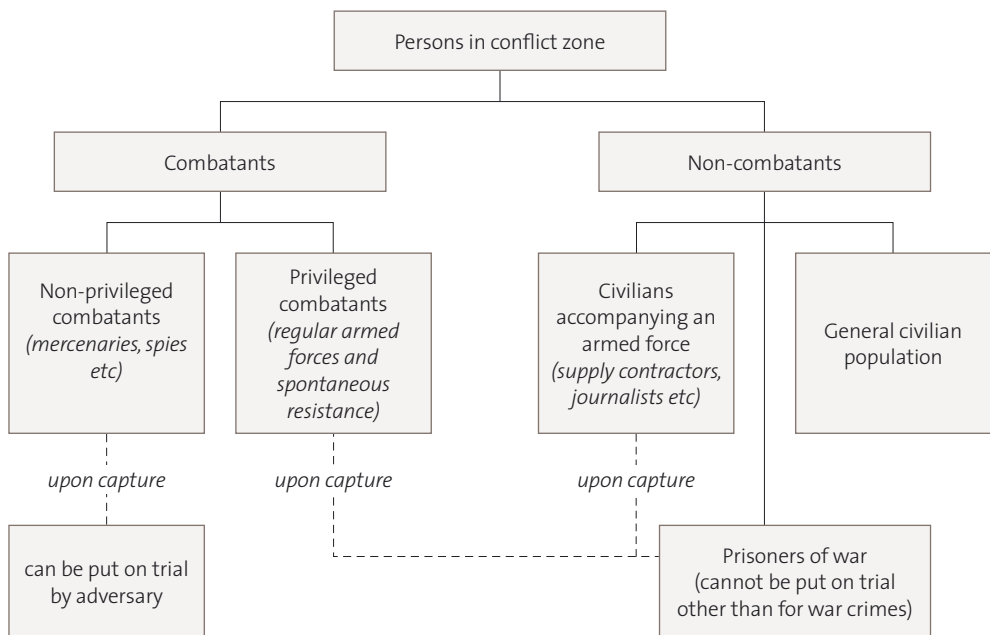 Persons in conflict zone
Combatants
Non-combatants
Non-privileged
combatants
(mercenaries, spies
etc)
Privileged
combatants
(regular armed
forces and
spontaneous
resistance)
Civilians
accompanying an
armed force
(supply contractors,
journalists etc)
General civilian
population
upon capture
upon capture
upon capture
can be put on trial
by adversary
Prisoners of war
(cannot be put on trial
other than for war crimes)